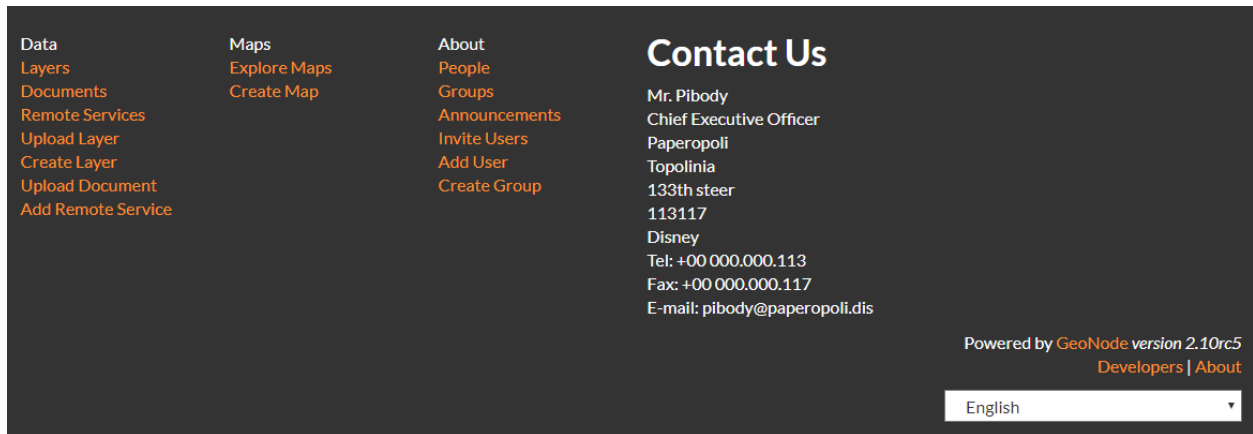 Data
Layers
Documents
Remote Services
Upload Layer
Create Layer
Upload Document
Add Remote Service
Maps
Explore Maps
Create Map
About
People
Groups
Announcements
Invite Users
Add User
Create Group
Contact Us
Mr. Pibody
Chief Executive Officer
Paperopoli
Topolinia
133th steer
113117
Disney
Tel: +00 000.000.113
Fax: +00 000.000.117
E-mail: pibody@paperopoli.dis
Powered by GeoNode version 2.10rc5
Developers | About
English